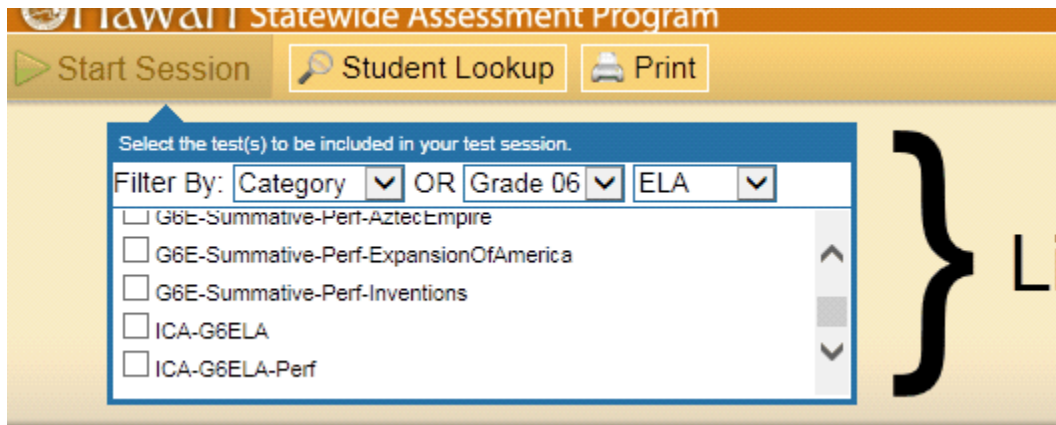 Hawai'i Statewide Assessment Program
Start Session Student Lookup Print
Select the test(s) to be included in your test session.
Filter By: Category OR Grade 06 ELA
G6E-Summative-Perf-AztecEmpire
G6E-Summative-Perf-ExpansionOfAmerica
G6E-Summative-Perf-Inventions
ICA-G6ELA
ICA-G6ELA-Perf
} Li